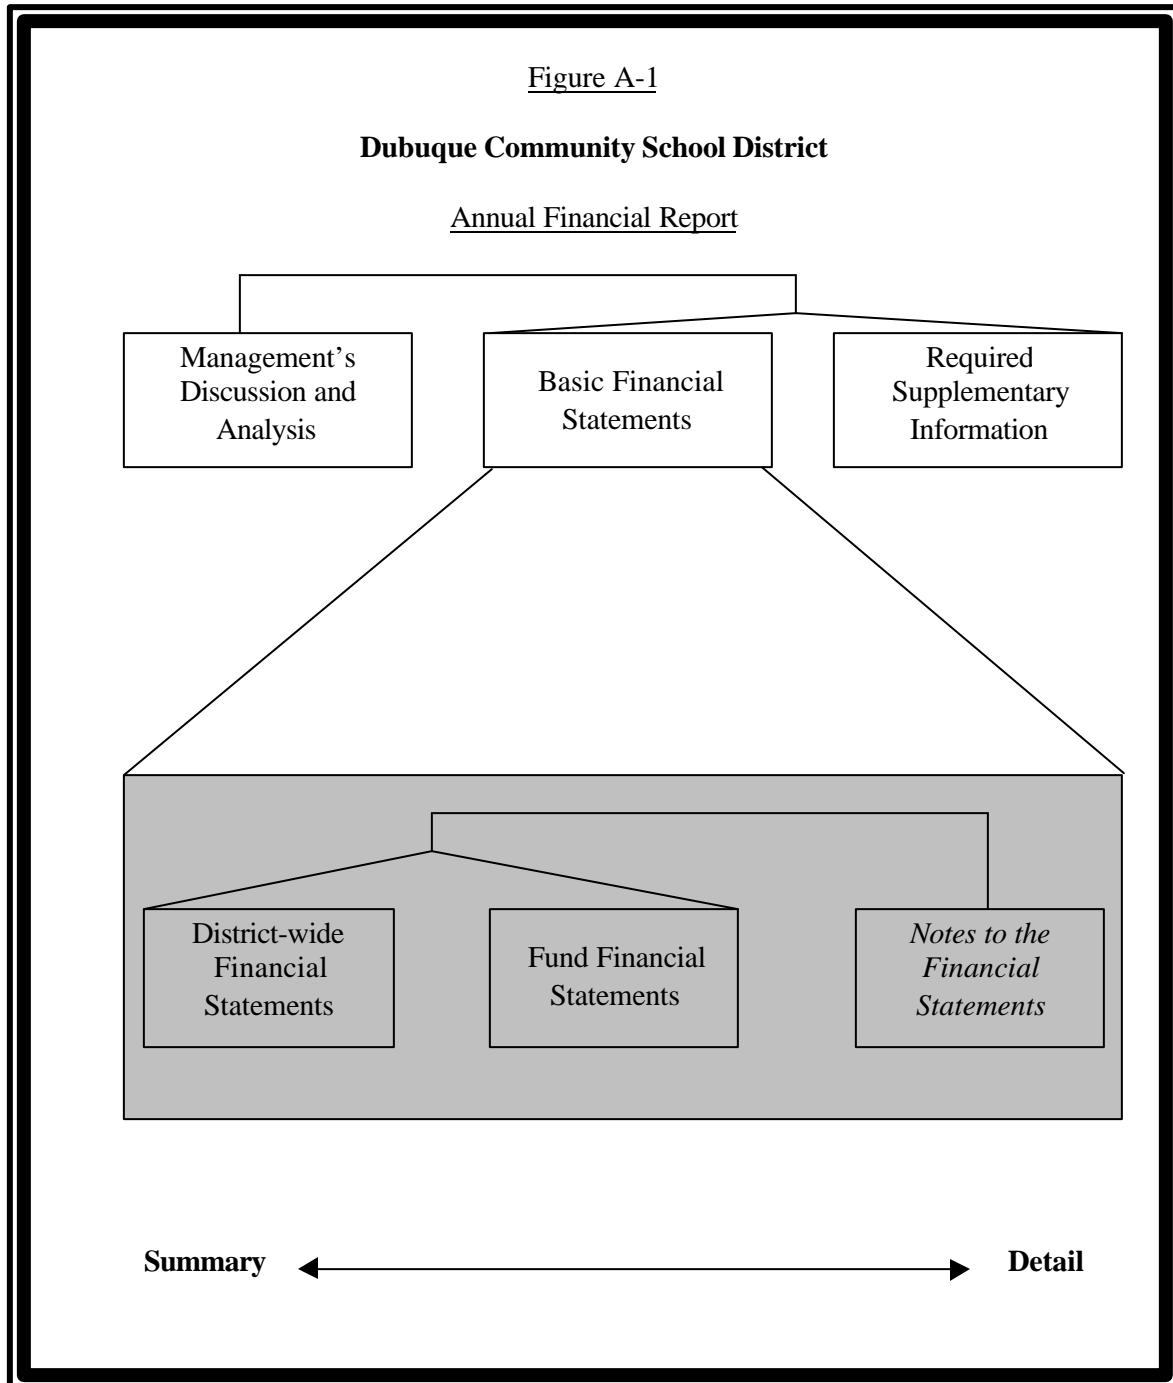 Figure A-1
Dubuque Community School District
Annual Financial Report
Management’s
Discussion and
Analysis
Basic Financial
Statements
Required
Supplementary
Information
District-wide
Financial
Statements
Fund Financial
Statements
Notes to the
Financial
Statements
Summary
Detail